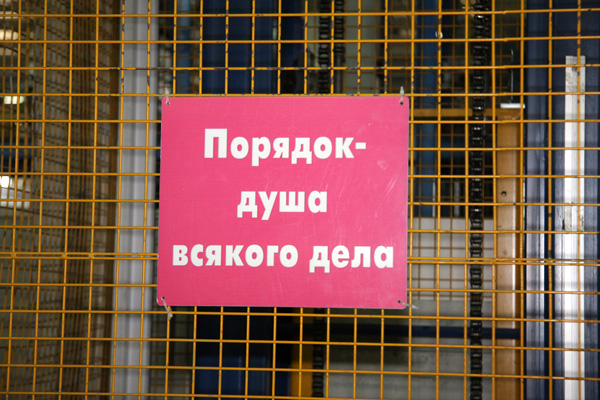 Порядок-
душа
всякого дела